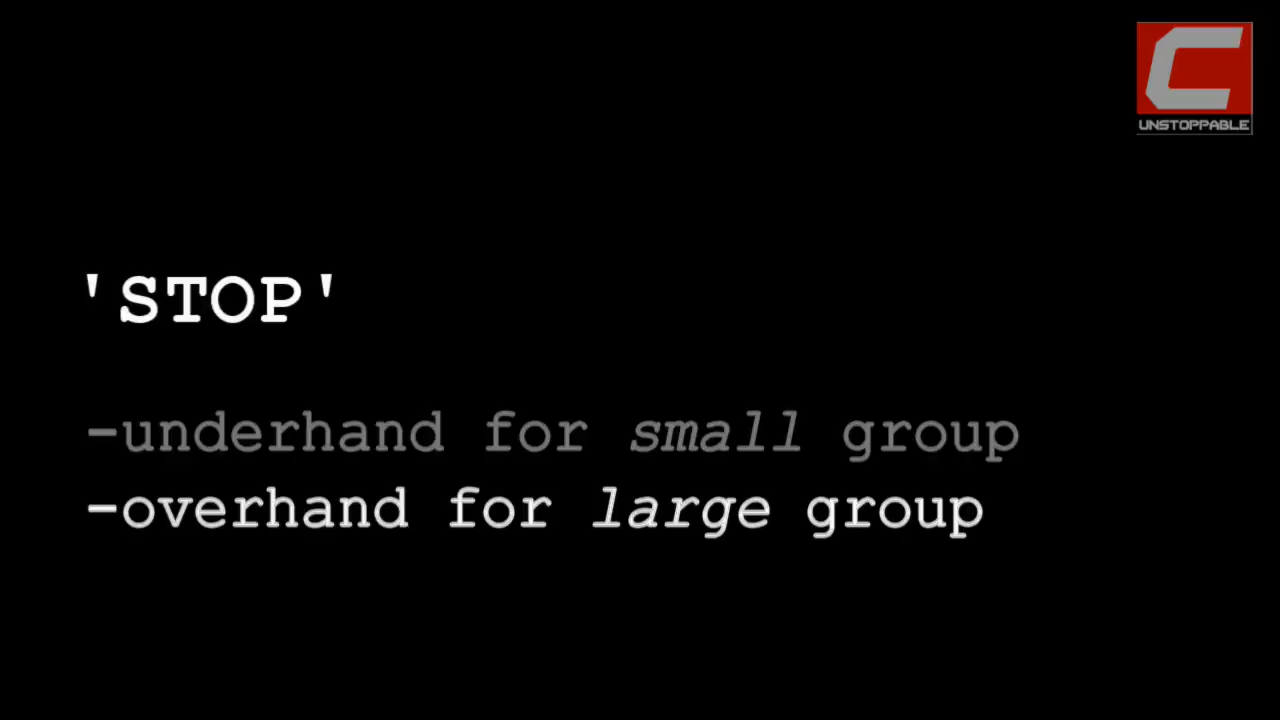 C
UNSTOPPABLE
'STOP'
-underhand for small group
-overhand for large group